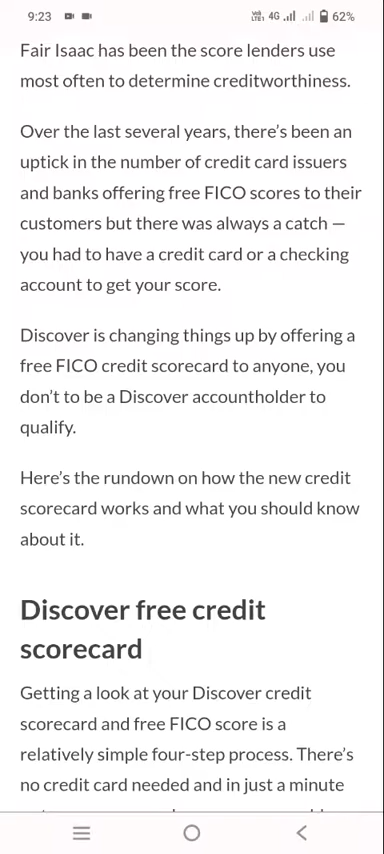 9:23
4G
62%
Fair Isaac has been the score lenders use
most often to determine creditworthiness.
Over the last several years, there’s been an
uptick in the number of credit card issuers
and banks offering free FICO scores to their
customers but there was always a catch —
you had to have a credit card or a checking
account to get your score.
Discover is changing things up by offering a
free FICO credit scorecard to anyone, you
don’t to be a Discover accountholder to
qualify.
Here’s the rundown on how the new credit
scorecard works and what you should know
about it.
Discover free credit
scorecard
Getting a look at your Discover credit
scorecard and free FICO score is a
relatively simple four-step process. There’s
no credit card needed and in just a minute